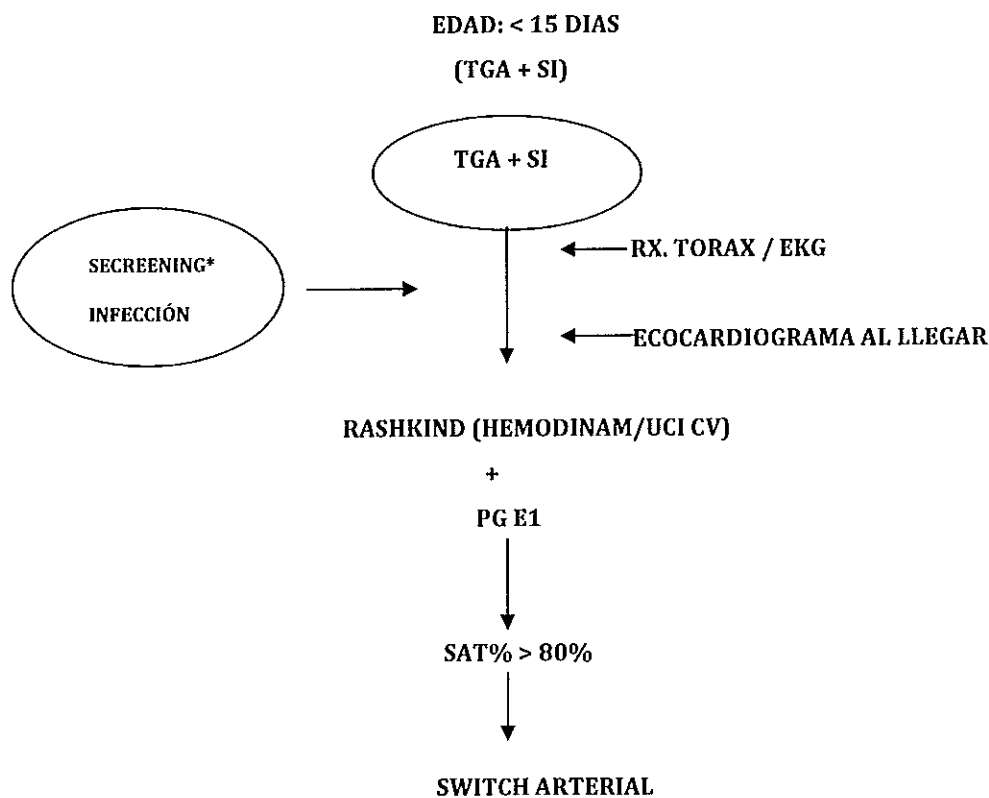 EDAD: < 15 DIAS
(TGA + SI)
TGA + SI
RX. TORAX / EKG
SECREENING*
INFECCIÓN
ECOCARDIOGRAMA AL LLEGAR
RASHKIND (HEMODINAM/UCI CV)
+
PG E1
SAT% > 80%
SWITCH ARTERIAL